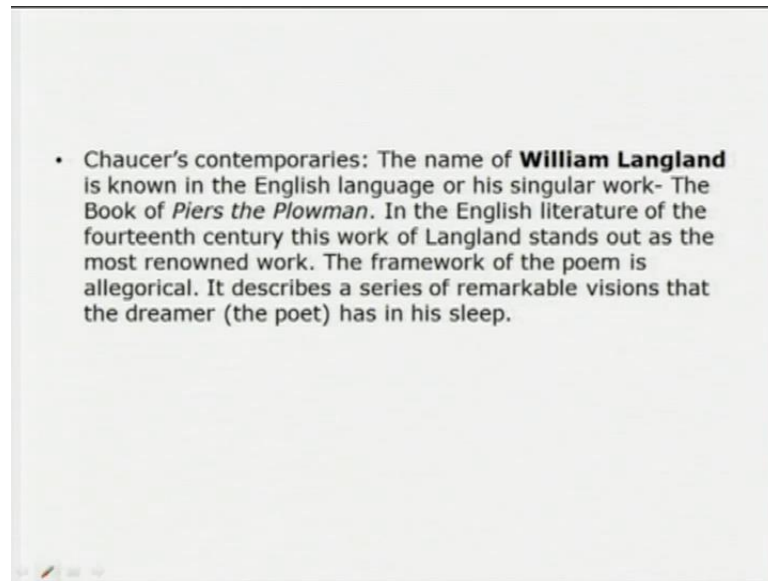 • Chaucer's contemporaries: The name of William Langland
is known in the English language or his singular work- The
Book of Piers the Plowman. In the English literature of the
fourteenth century this work of Langland stands out as the
most renowned work. The framework of the poem is
allegorical. It describes a series of remarkable visions that
the dreamer (the poet) has in his sleep.